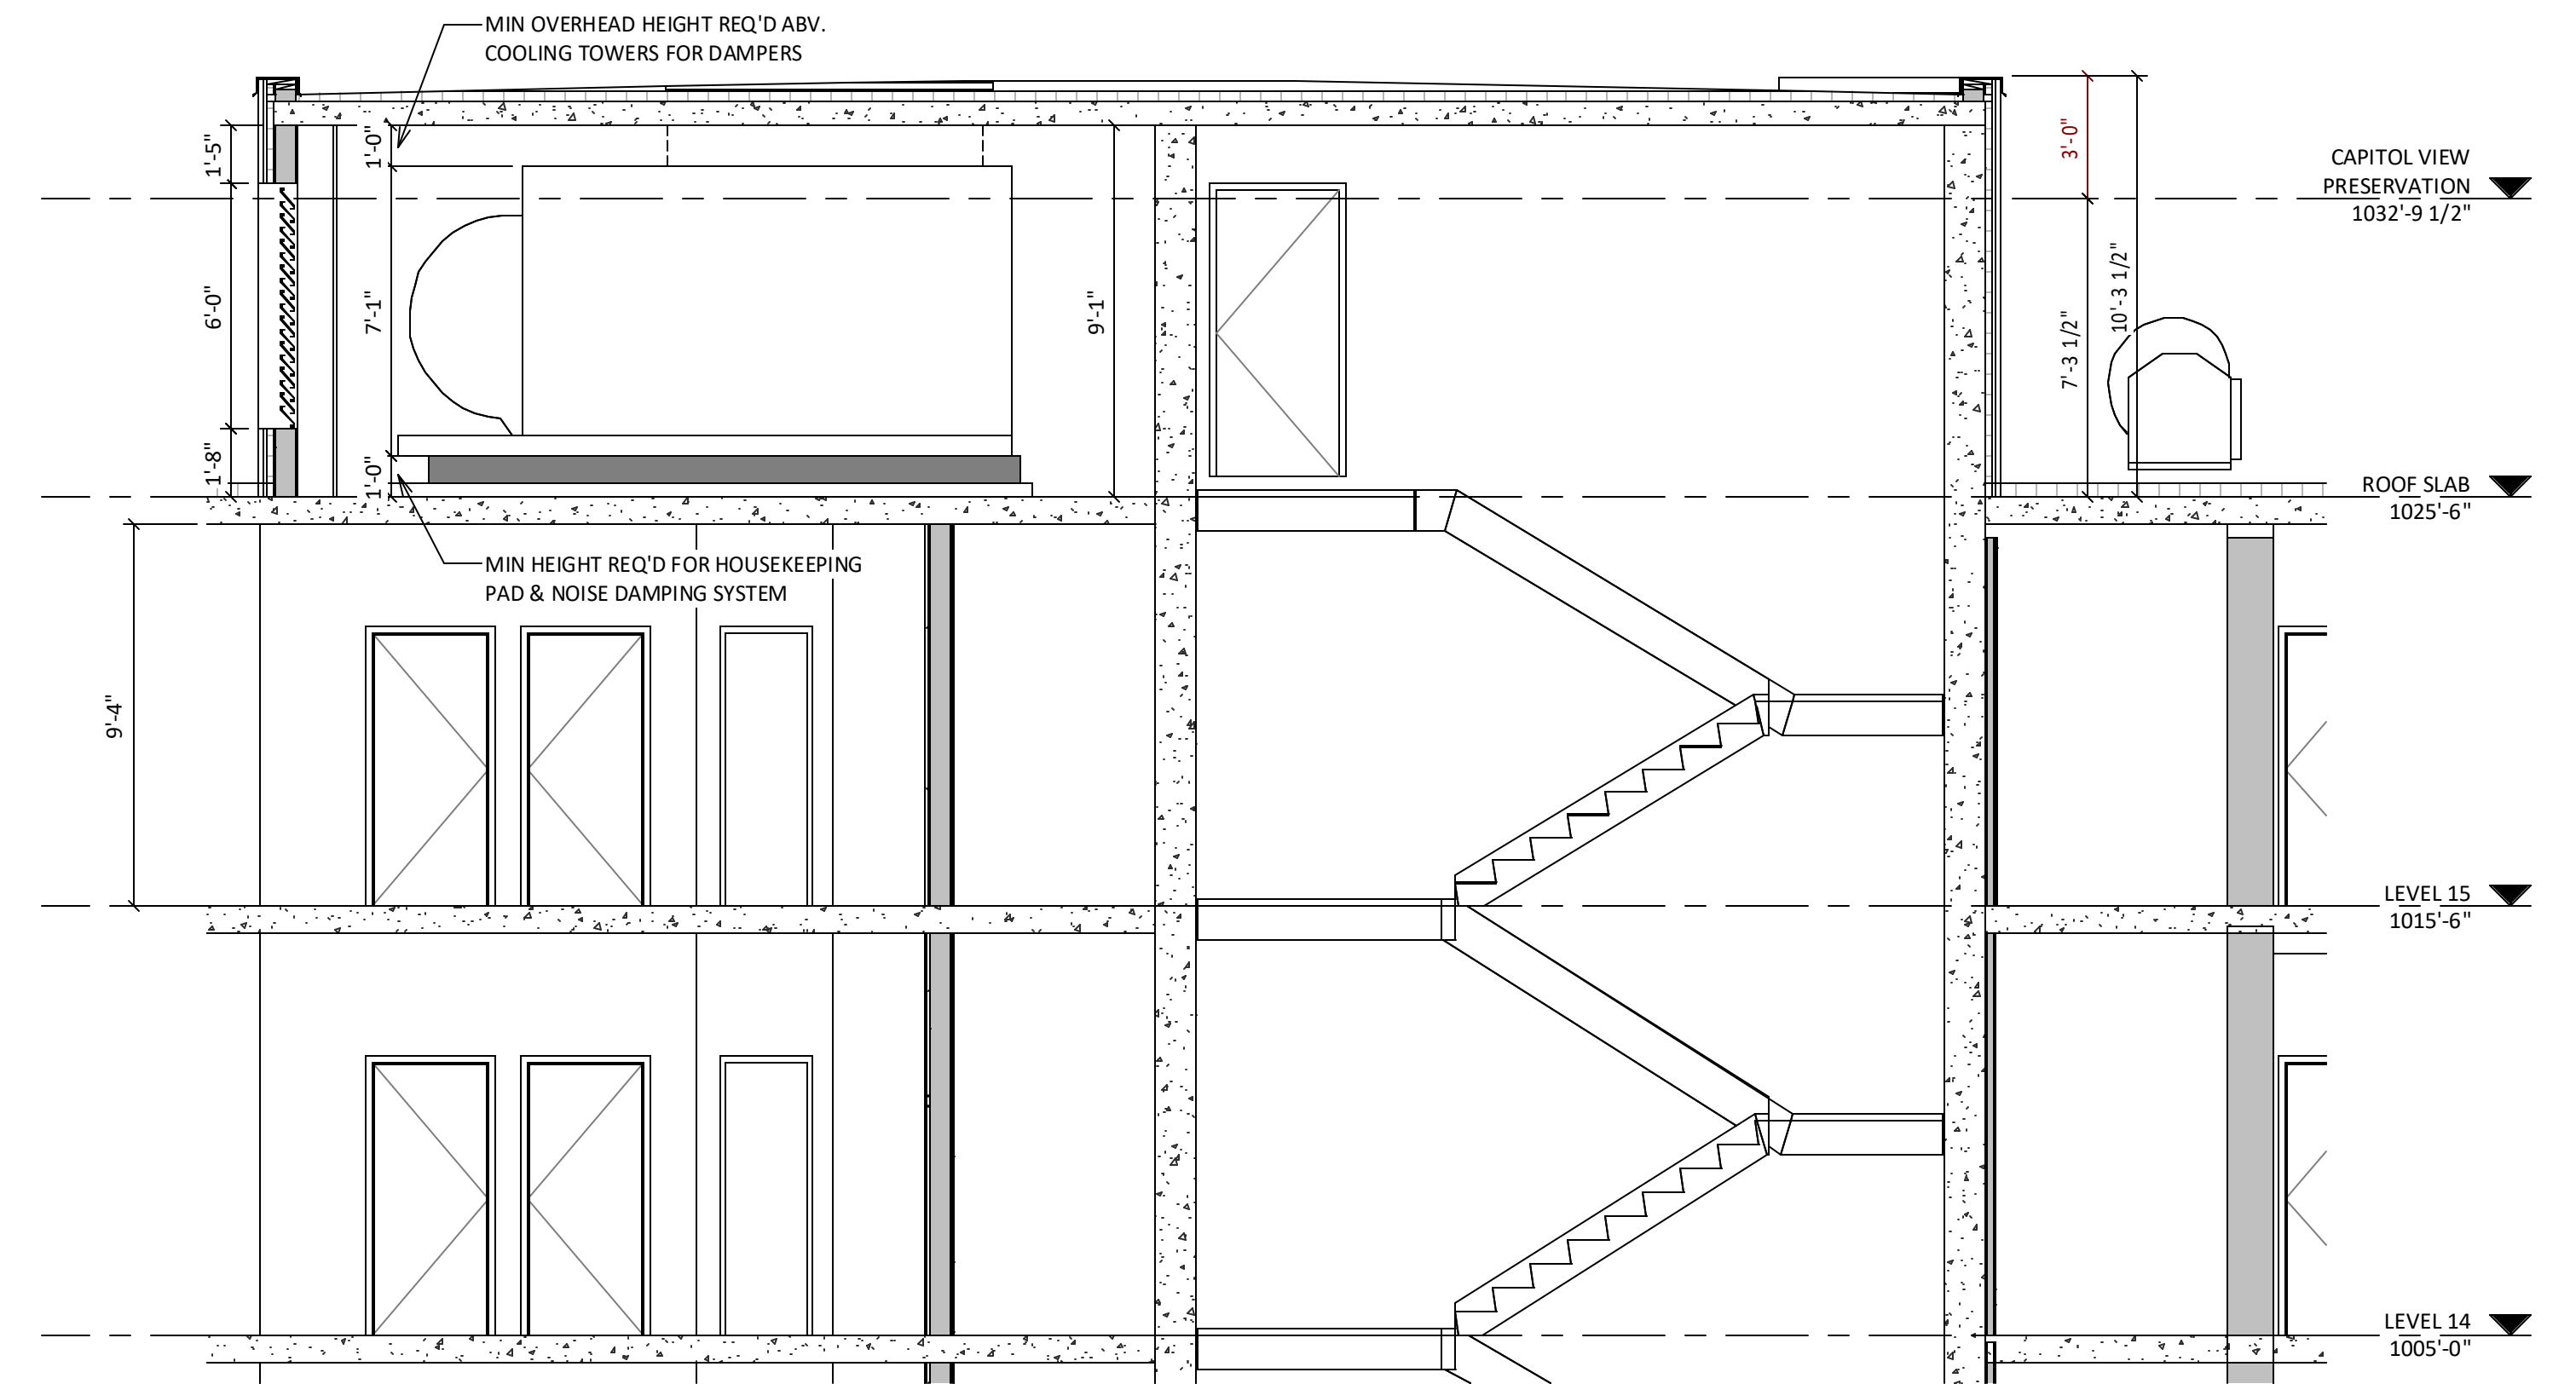 MIN OVERHEAD HEIGHT REQ'D ABV.
COOLING TOWERS FOR DAMPERS
1'-5"
1'-0"
3'-0"
CAPITOL VIEW
PRESERVATION
1032'-9 1/2"
6'-0"
7'-1"
9'-1"
10'-3 1/2"
7'-3 1/2"
1'-8"
1'-0"
ROOF SLAB
1025'-6"
MIN HEIGHT REQ'D FOR HOUSEKEEPING
PAD & NOISE DAMPING SYSTEM
9'-4"
LEVEL 15
1015'-6"
LEVEL 14
1005'-0"